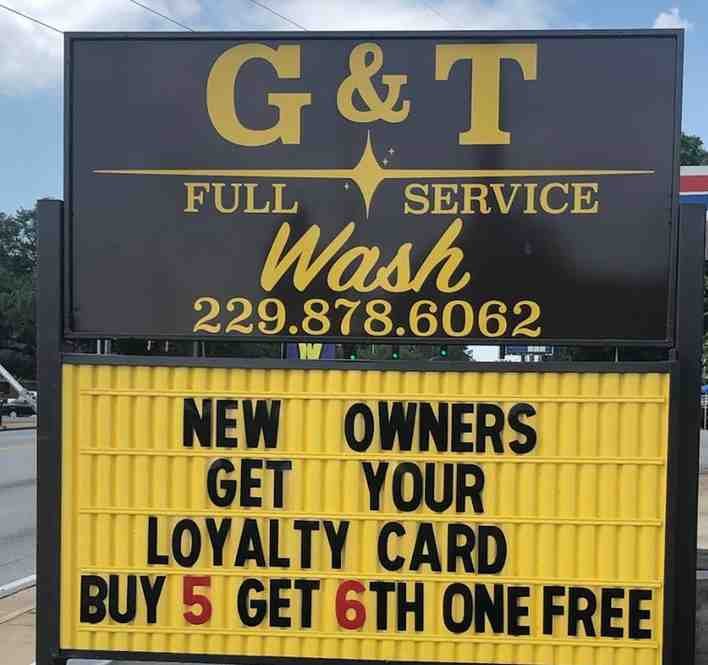 G & T
FULL SERVICE
Wash
229.878.6062
NEW OWNERS
GET YOUR
LOYALTY CARD
BUY 5 GET 6TH ONE FREE